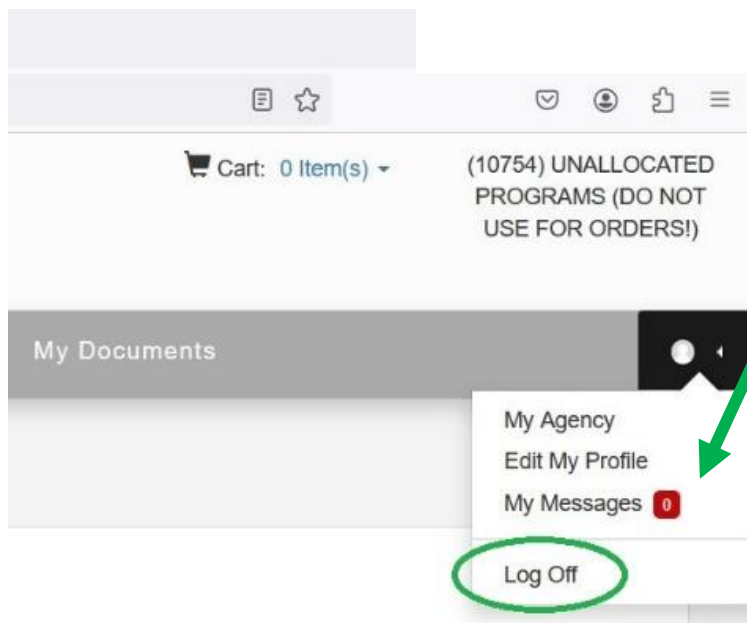 Cart: 0 Item(s)
(10754) UNALLOCATED
PROGRAMS (DO NOT
USE FOR ORDERS!)
My Documents
My Agency
Edit My Profile
My Messages 0
Log Off